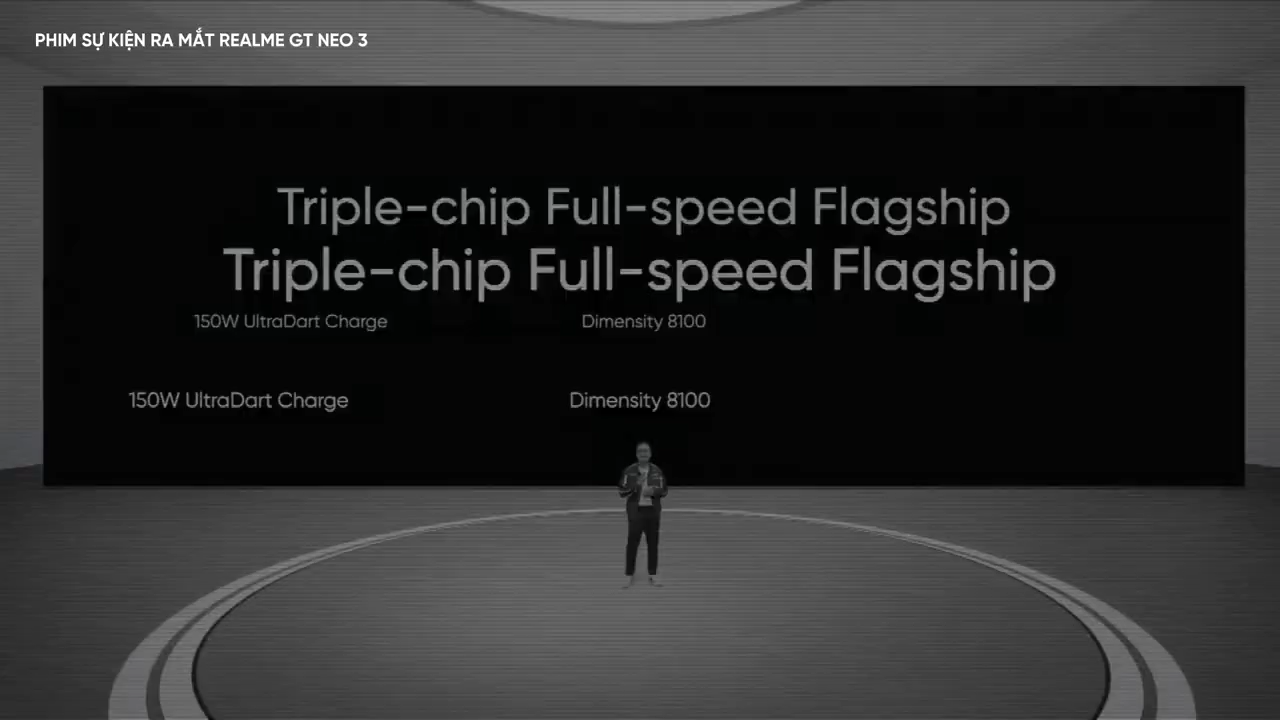 PHIM SỰ KIỆN RA MẮT REALME GT NEO 3
Triple-chip Full-speed Flagship
Triple-chip Full-speed Flagship
150W UltraDart Charge Dimensity 8100
150W UltraDart Charge Dimensity 8100